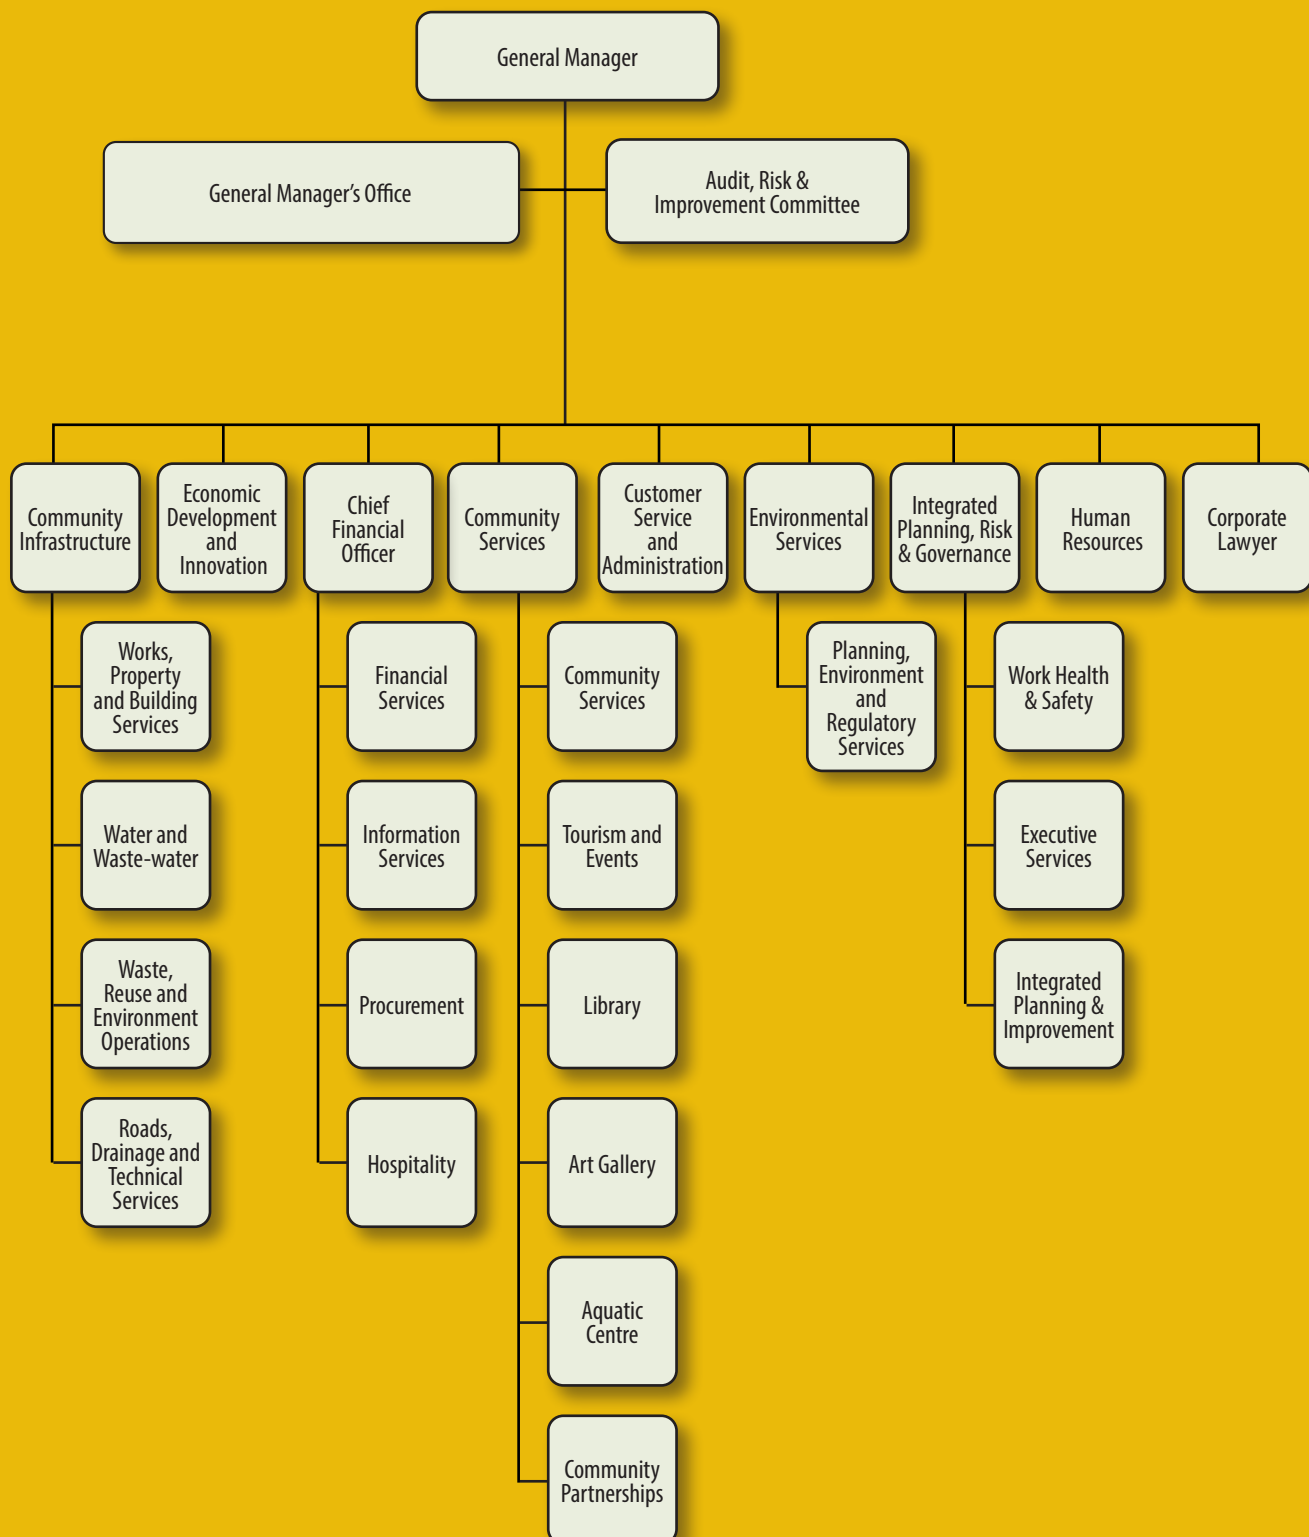 General Manager
General Manager’s Office
Audit, Risk &
Improvement Committee
Community
Infrastructure
Economic
Development
and
Innovation
Chief
Financial
Officer
Community
Services
Customer
Service
and
Administration
Environmental
Services
Integrated
Planning, Risk
& Governance
Human
Resources
Corporate
Lawyer
Works,
Property
and Building
Services
Water and
Waste-water
Waste,
Reuse and
Environment
Operations
Roads,
Drainage and
Technical
Services
Financial
Services
Information
Services
Procurement
Hospitality
Community
Services
Tourism and
Events
Library
Art Gallery
Aquatic
Centre
Community
Partnerships
Planning,
Environment
and
Regulatory
Services
Work Health
& Safety
Executive
Services
Integrated
Planning &
Improvement